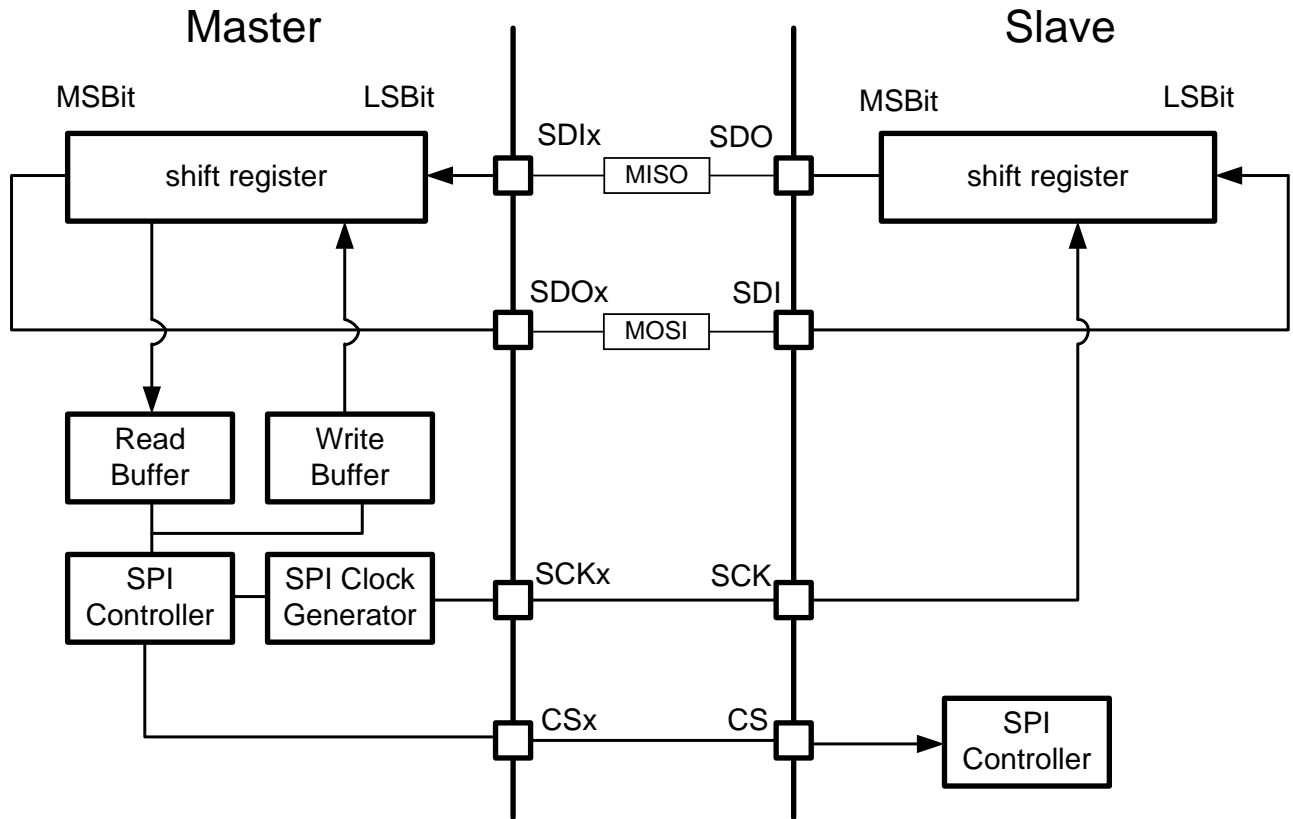 Master
Slave
MSBit
LSBit
MSBit
LSBit
SDIx
SDO
shift register
MISO
shift register
SDOx
SDI
MOSI
Read
Buffer
Write
Buffer
SPI
Controller
SPI Clock
Generator
SCKx
SCK
CSx
CS
SPI
Controller